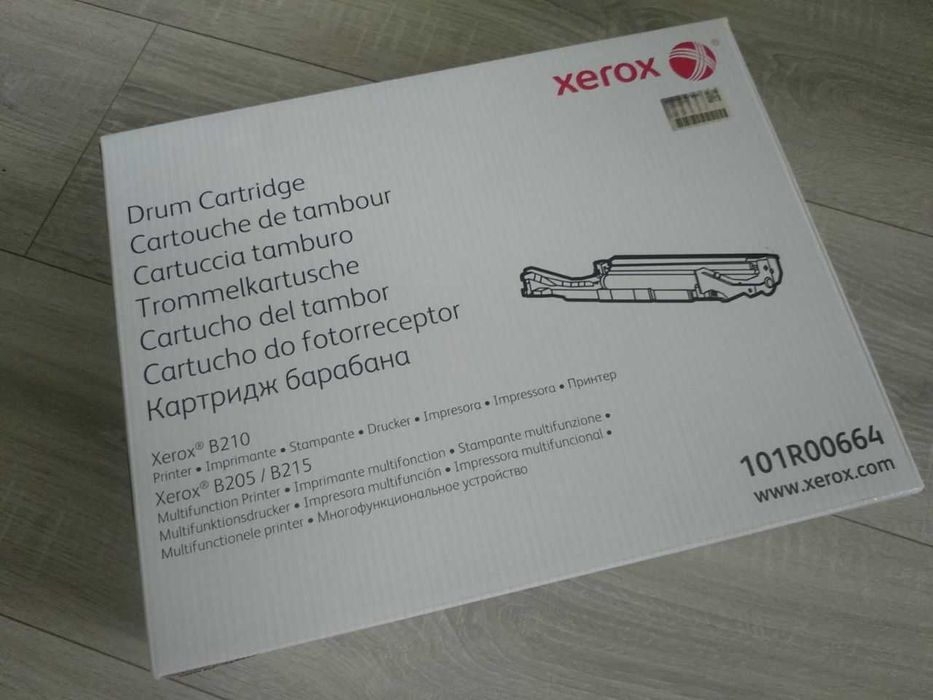 xerox
Drum Cartridge
Cartouche de tambour
Cartuccia tamburo
Trommelkartusche
Cartucho del tambor
Cartucho do fotorreceptor
Картридж барабана
Xerox® B210
Printer • Imprimante • Stampante • Drucker • Impresora • Impressora • Принтер
Xerox® B205 / B215
Multifunction Printer • Imprimante multifonction • Stampante multifunzione •
Multifunktionsdrucker • Impresora multifunción • Impressora multifuncional •
Multifunctionele printer • Многофункциональное устройство
101R00664
www.xerox.com